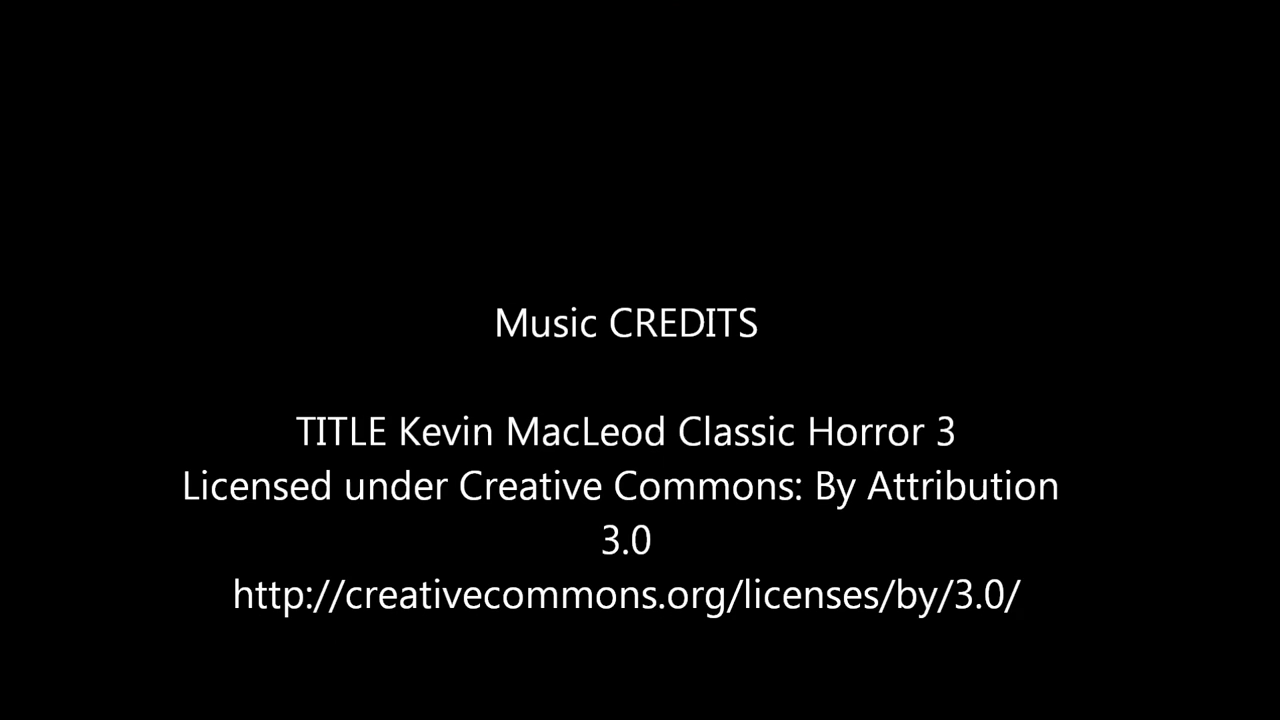 Music CREDITS
TITLE Kevin MacLeod Classic Horror 3
Licensed under Creative Commons: By Attribution
3.0
http://creativecommons.org/licenses/by/3.0/